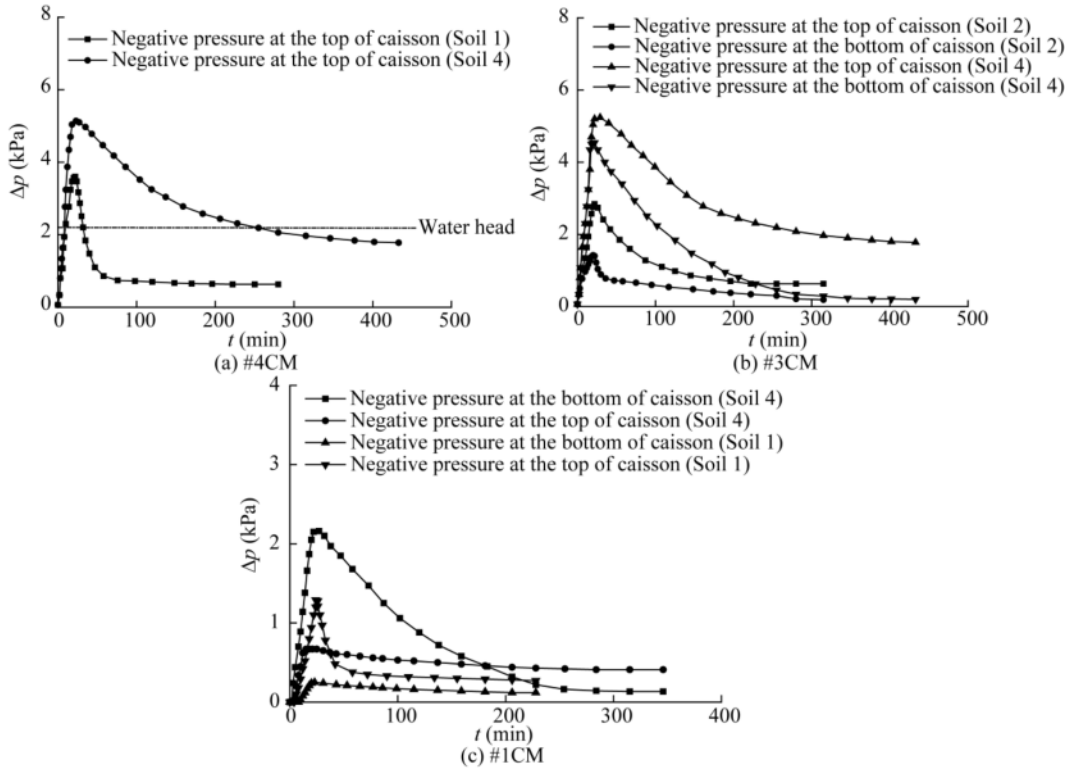 8
Negative pressure at the top of caisson (Soil 1)
Negative pressure at the top of caisson (Soil 4)
6
Δp (kPa)
4
Water head
2
0
0 100 200 300 400 500
t (min)
(a) #4CM
8
Negative pressure at the top of caisson (Soil 2)
Negative pressure at the bottom of caisson (Soil 2)
Negative pressure at the top of caisson (Soil 4)
Negative pressure at the bottom of caisson (Soil 4)
6
Δp (kPa)
4
2
0
0 100 200 300 400 500
t (min)
(b) #3CM
4
Negative pressure at the bottom of caisson (Soil 4)
Negative pressure at the top of caisson (Soil 4)
Negative pressure at the bottom of caisson (Soil 1)
Negative pressure at the top of caisson (Soil 1)
3
Δp (kPa)
2
1
0
0 100 200 300 400
t (min)
(c) #1CM